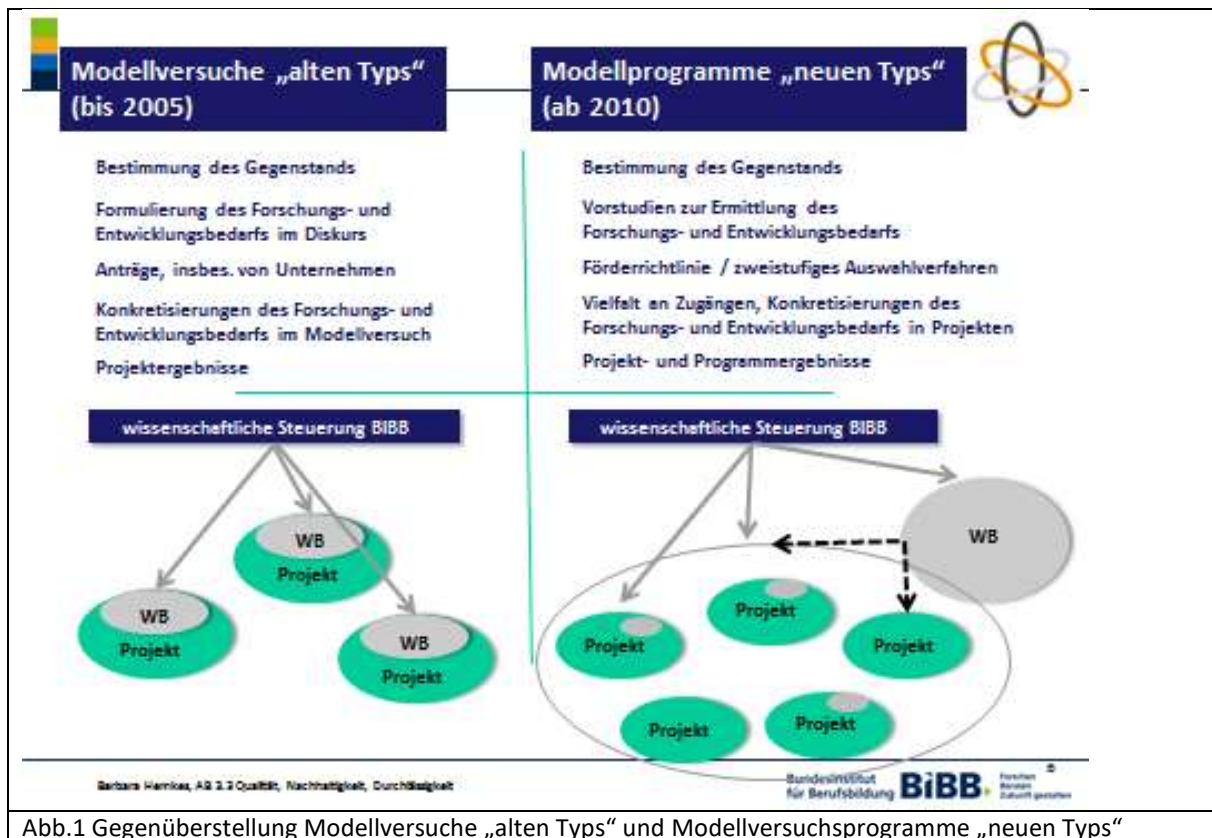 Modellversuche „alten Typs“
(bis 2005)
Modellprogramme „neuen Typs“
(ab 2010)
Bestimmung des Gegenstands
Formulierung des Forschungs- und
Entwicklungsbedarfs im Diskurs
Anträge, insbes. von Unternehmen
Konkretisierungen des Forschungs- und
Entwicklungsbedarfs im Modellversuch
Projektergebnisse
Bestimmung des Gegenstands
Vorstudien zur Ermittlung des
Forschungs- und Entwicklungsbedarfs
Förderrichtlinie / zweistufiges Auswahlverfahren
Vielfalt an Zugängen, Konkretisierungen des
Forschungs- und Entwicklungsbedarfs in Projekten
Projekt- und Programmergebnisse
wissenschaftliche Steuerung BIBB
WB
Projekt
WB
Projekt
WB
Projekt
wissenschaftliche Steuerung BIBB
WB
Projekt
Projekt
Projekt
Projekt
Projekt
Barbara Hemkes, AB 3.3 Qualität, Nachhaltigkeit, Durchlässigkeit
Bundesinstitut
für Berufsbildung
BiBB
Forschen
Beraten
Zukunft gestalten
Abb.1 Gegenüberstellung Modellversuche „alten Typs“ und Modellversuchsprogramme „neuen Typs“